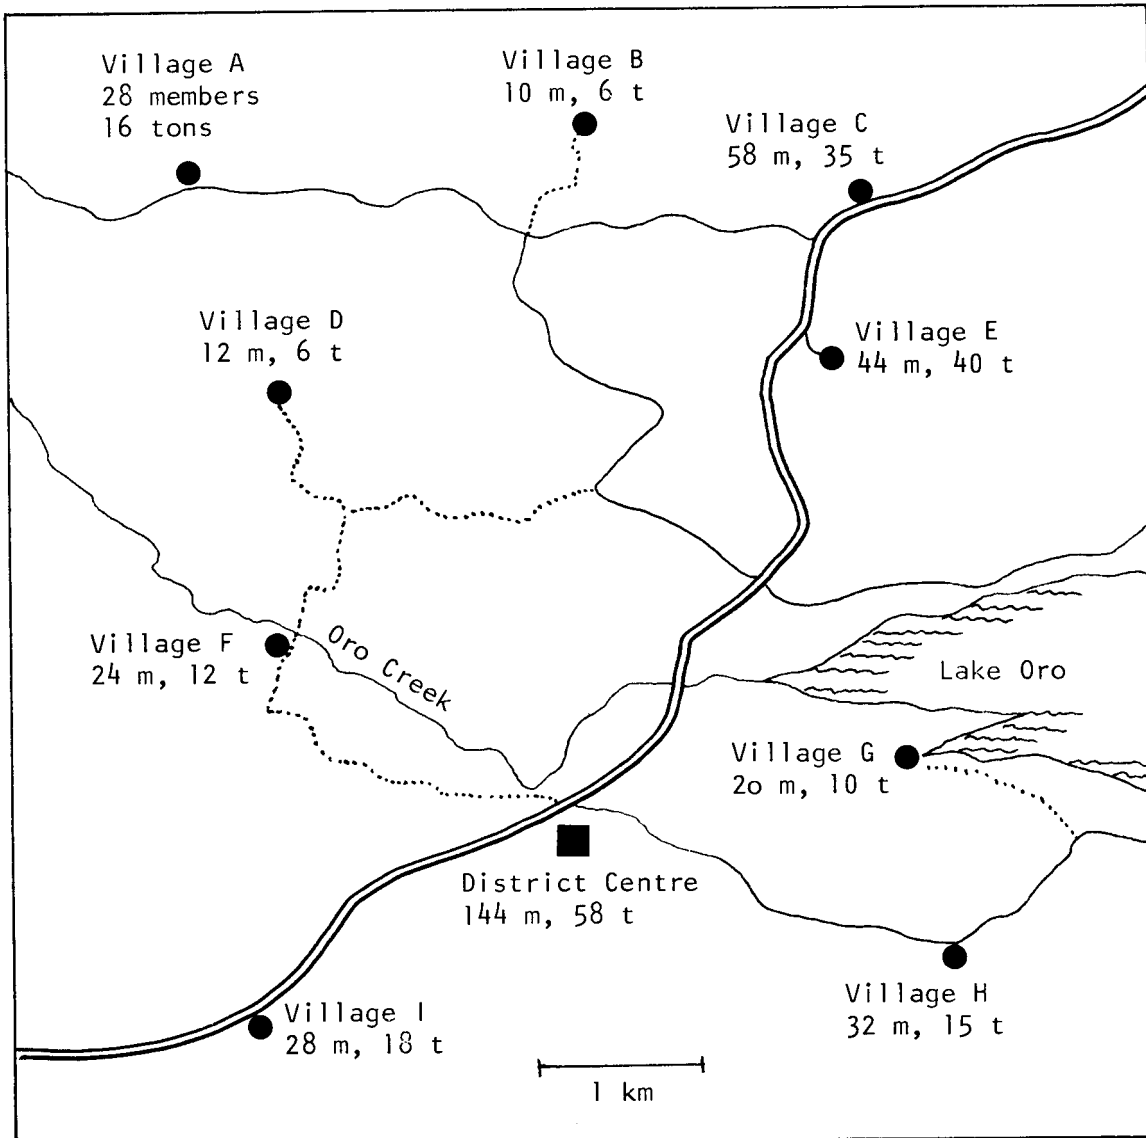 Village A
28 members
16 tons
Village B
10 m, 6 t
Village C
58 m, 35 t
Village D
12 m, 6 t
Village E
44 m, 40 t
Village F
24 m, 12 t
Oro Creek
Lake Oro
Village G
2o m, 10 t
District Centre
144 m, 58 t
Village H
32 m, 15 t
Village I
28 m, 18 t
1 km